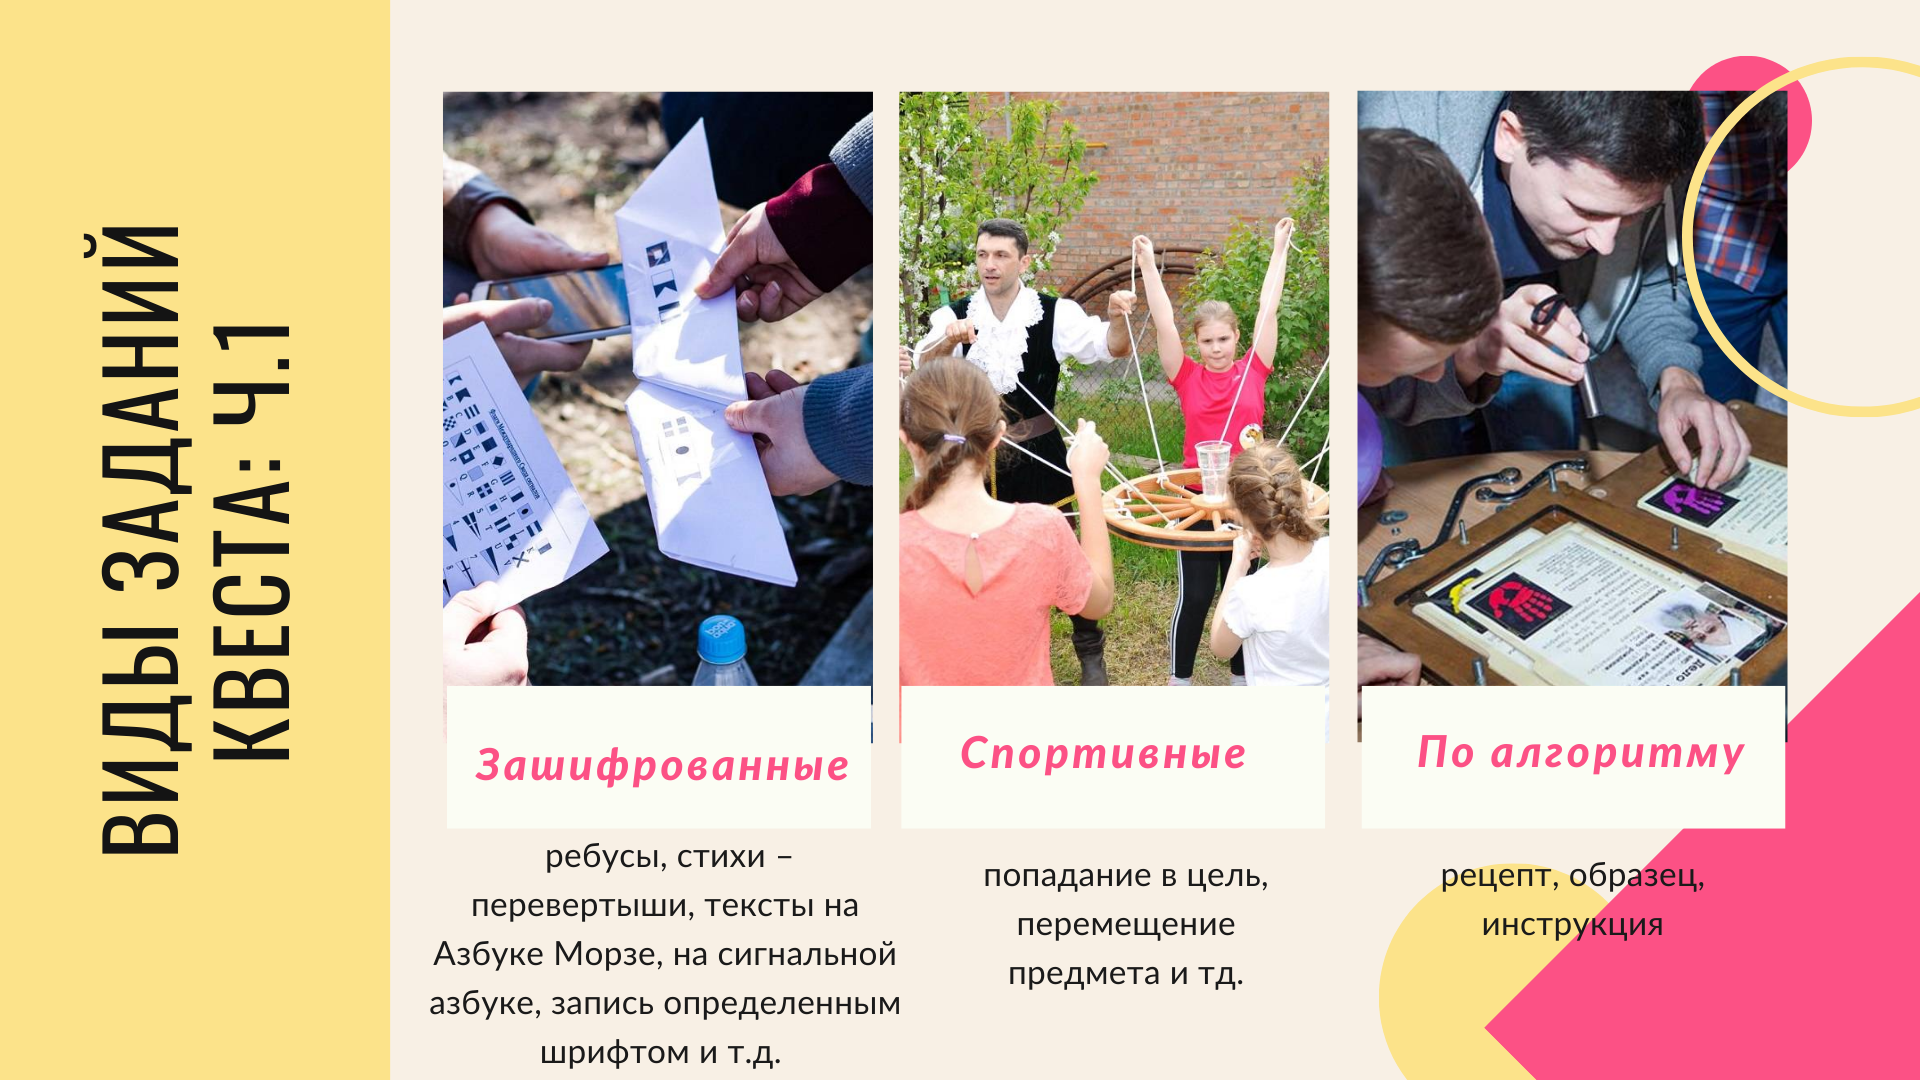 ВИДЫ ЗАДАНИЙ
КВЕСТА: Ч.1
Зашифрованные
ребусы, стихи –
перевертыши, тексты на
Азбуке Морзе, на сигнальной
азбуке, запись определенным
шрифтом и т.д.
Спортивные
попадание в цель,
перемещение
предмета и тд.
По алгоритму
рецепт, образец,
инструкция
Дело